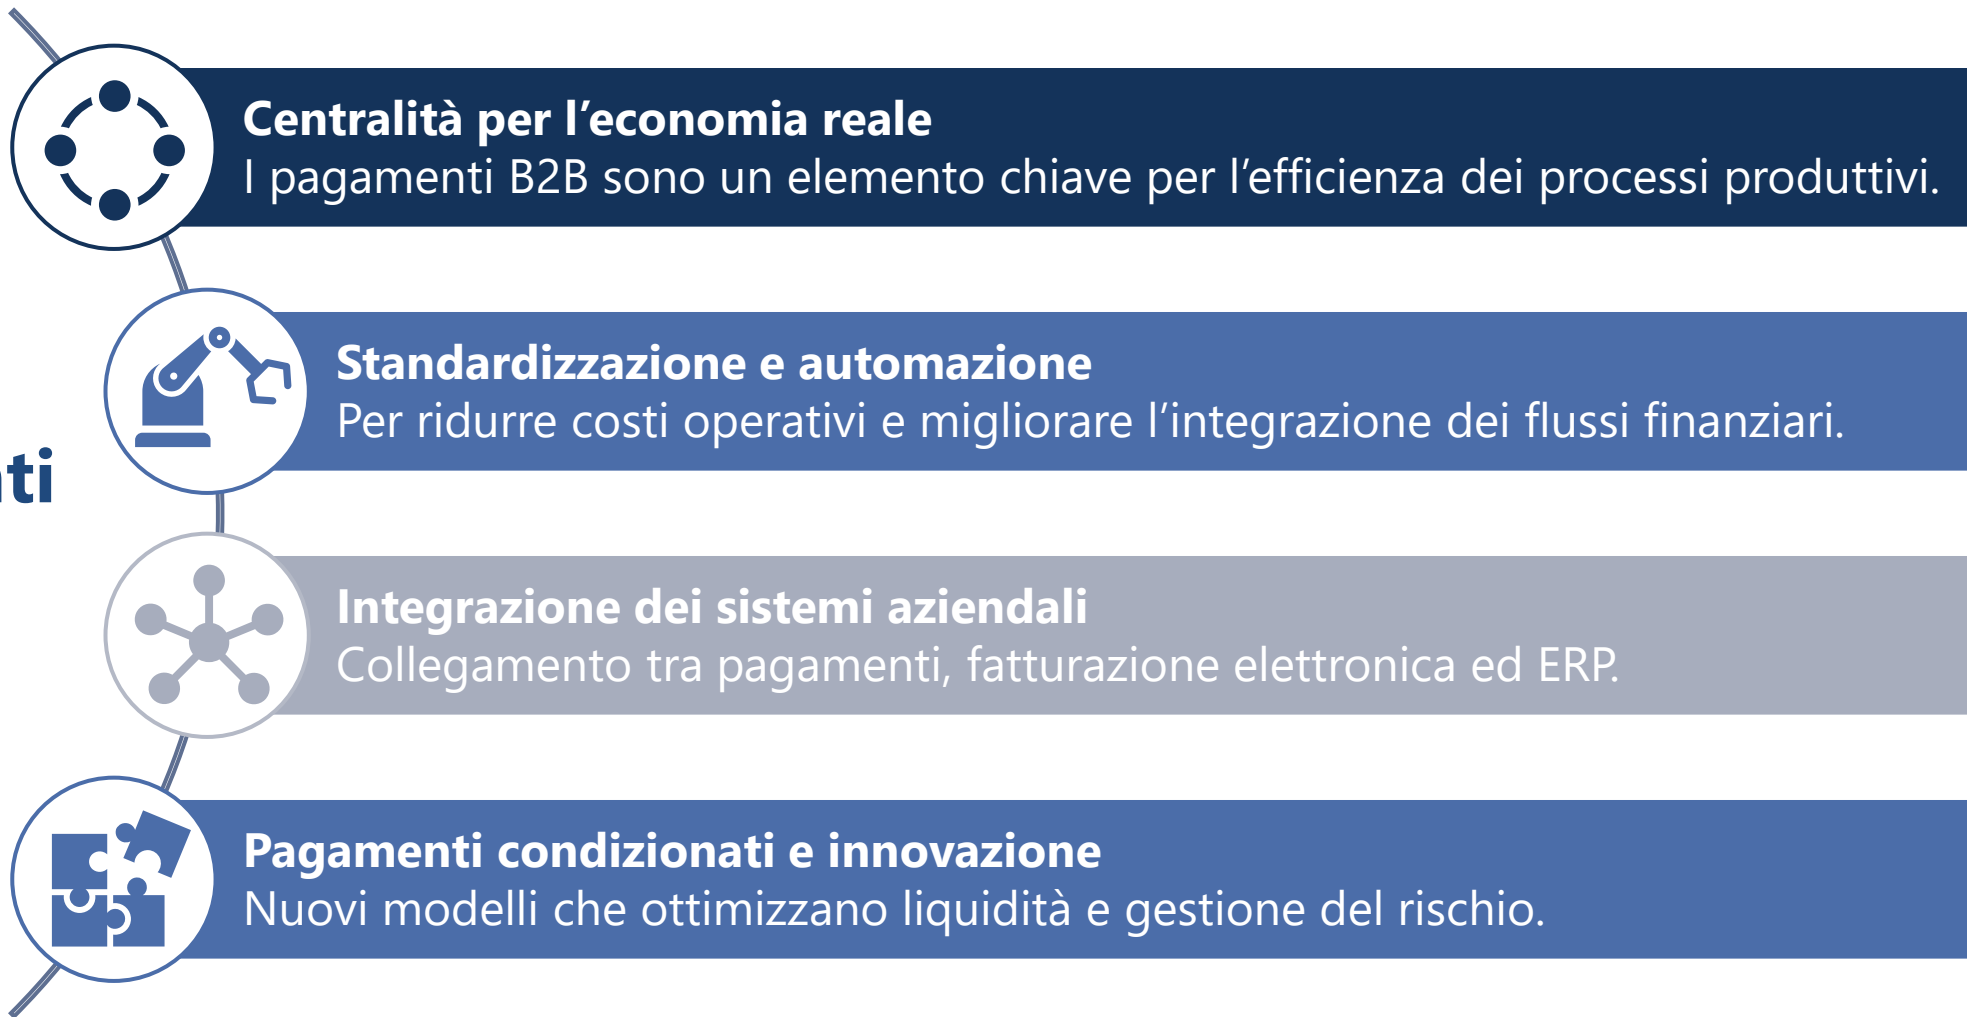 Centralità per l’economia reale
I pagamenti B2B sono un elemento chiave per l’efficienza dei processi produttivi.
Standardizzazione e automazione
Per ridurre costi operativi e migliorare l’integrazione dei flussi finanziari.
Integrazione dei sistemi aziendali
Collegamento tra pagamenti, fatturazione elettronica ed ERP.
Pagamenti condizionati e innovazione
Nuovi modelli che ottimizzano liquidità e gestione del rischio.